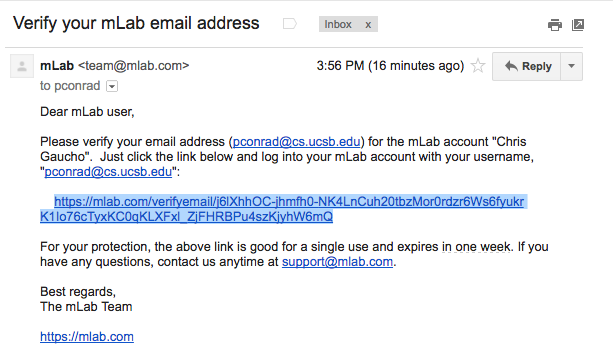 Verify your mLab email address
Inbox x
mLab <team@mlab.com>
3:56 PM (16 minutes ago)
Reply
to pconrad
Dear mLab user,
Please verify your email address (pconrad@cs.ucsb.edu) for the mLab account "Chris
Gaucho". Just click the link below and log into your mLab account with your username,
"pconrad@cs.ucsb.edu":
https://mlab.com/verifyemail/j6lXhhOC-jhmfh0-NK4LnCuh20tbzMor0rdzr6Ws6fyukr
K1Io76cTyxKC0qKLXFxl_ZjFHRBPu4szKjyhW6mQ
For your protection, the above link is good for a single use and expires in one week. If you
have any questions, contact us anytime at support@mlab.com.
Best regards,
The mLab Team
https://mlab.com